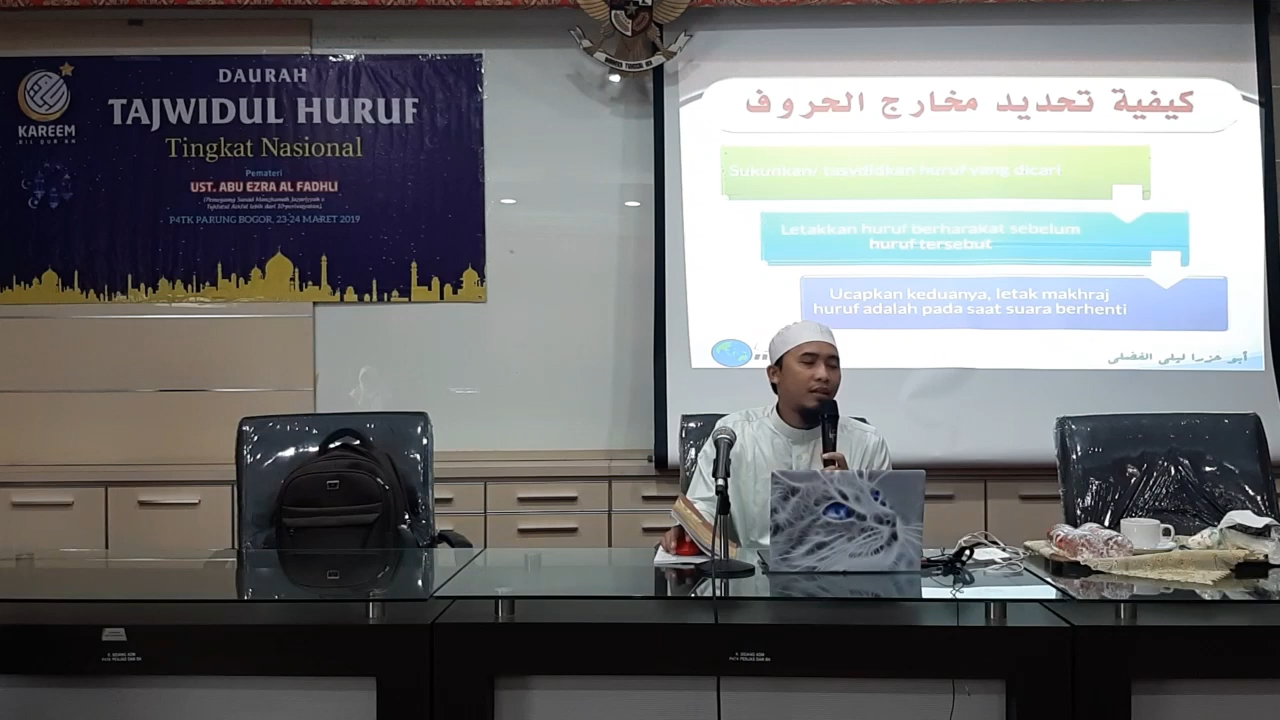 KAREEM
DAURAH
TAJWIDUL HURUF
Tingkat Nasional
Pemateri
UST. ABU EZRA AL FADHLI
P4TK PARUNG BOGOR, 23-24 MARET 2019
كيفية تحديد مخارج الحروف
Sukunkan/ tasydidkan huruf yang dicari
Letakkan huruf berharakat sebelum
huruf tersebut
Ucapkan keduanya, letak makhraj
huruf adalah pada saat suara berhenti